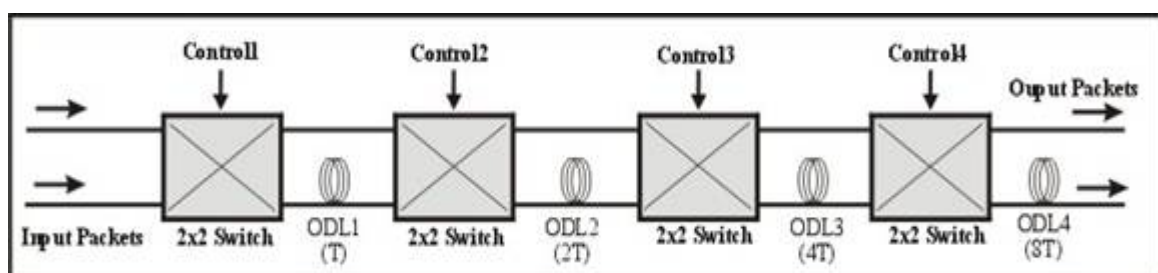 Control1
Control2
Control3
Control4
Ouput Packets
Input Packets
2x2 Switch
ODL1
(T)
2x2 Switch
ODL2
(2T)
2x2 Switch
ODL3
(4T)
2x2 Switch
ODL4
(8T)